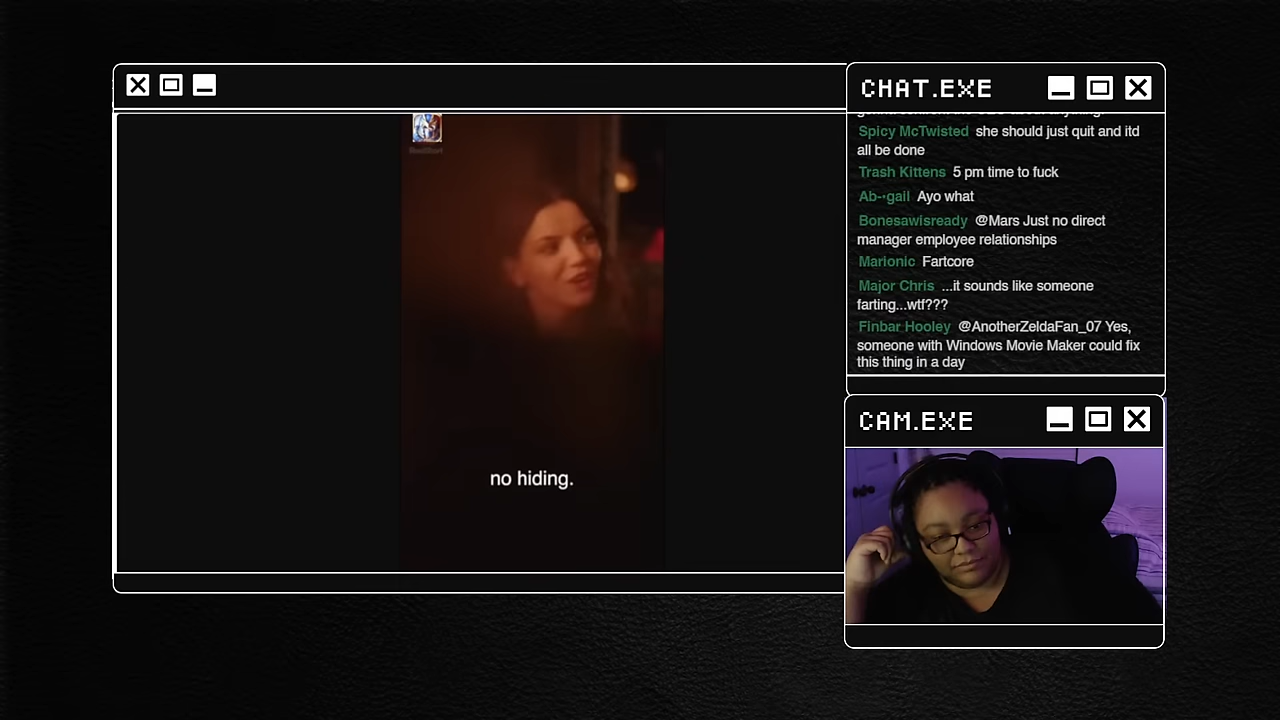 CHAT.EXE
Spicy McTwisted she should just quit and itd
all be done
Trash Kittens 5 pm time to fuck
Ab-·gail Ayo what
Bonesawisready @Mars Just no direct
manager employee relationships
Marionic Fartcore
Major Chris ...it sounds like someone
farting...wtf???
Finbar Hooley @AnotherZeldaFan_07 Yes,
someone with Windows Movie Maker could fix
this thing in a day
CAM.EXE
no hiding.